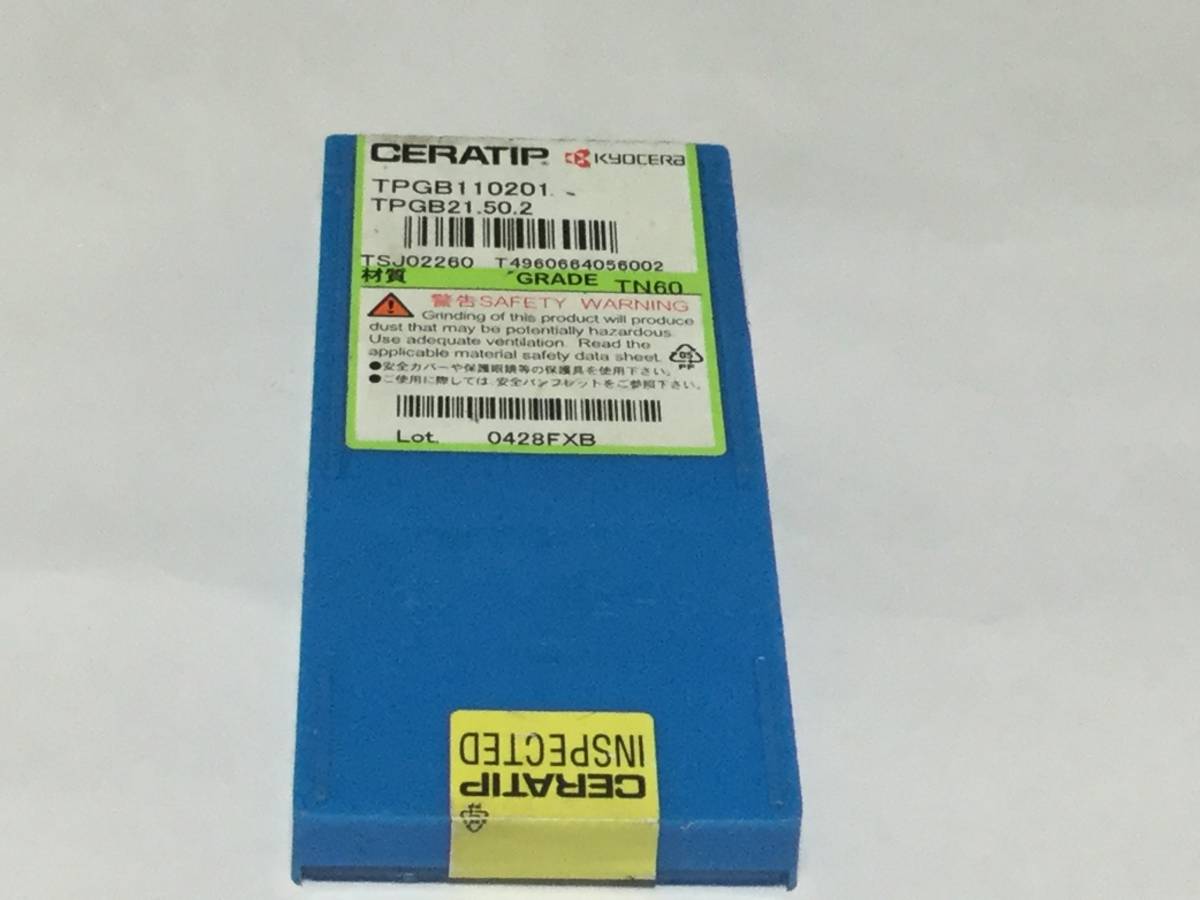 CERATIP® KYOCERA
TPGB110201
TPGB21.50.2
TSJ02260 T4960664056002
材質 GRADE TN60
警告SAFETY WARNING
Grinding of this product will produce
dust that may be potentially hazardous.
Use adequate ventilation. Read the
applicable material safety data sheet.
05
PP
●安全カバーや保護眼鏡等の保護具を使用下さい。
●ご使用に際しては、安全パンフレットをご参照下さい。
Lot. 0428FXB
CERATIP
INSPECTED